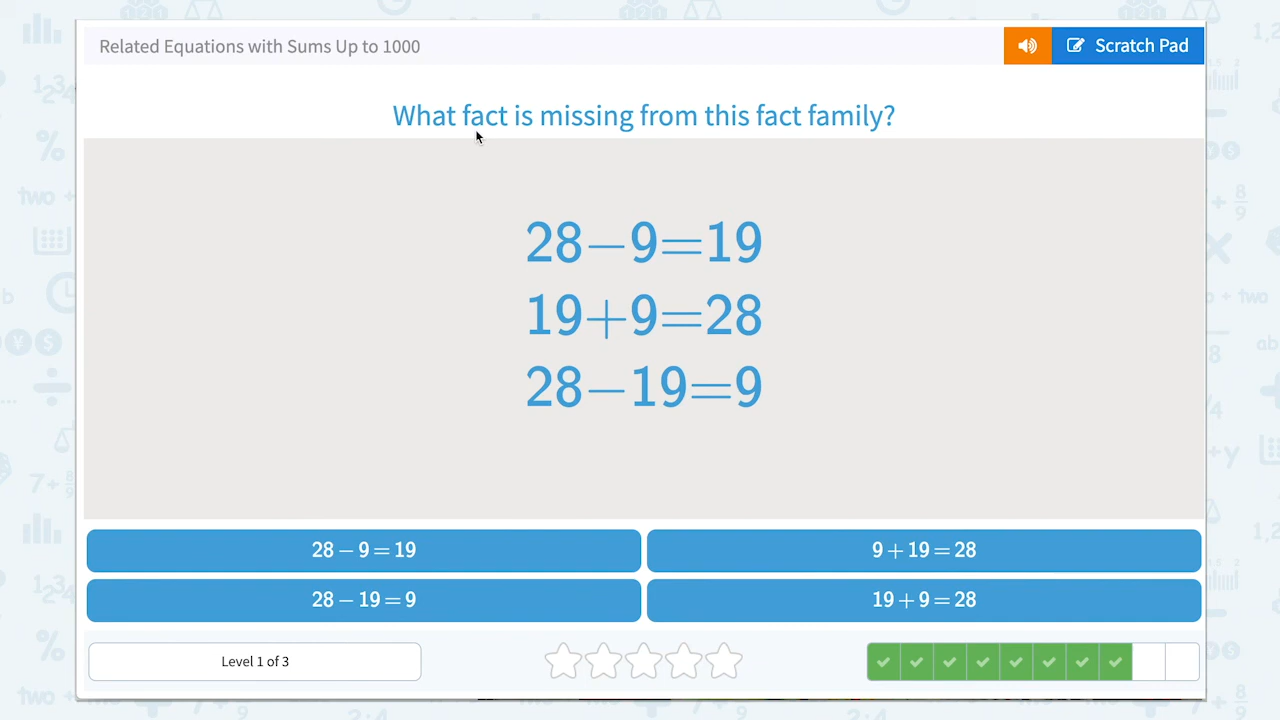 Related Equations with Sums Up to 1000
Scratch Pad
What fact is missing from this fact family?
28−9=19
19+9=28
28−19=9
28 − 9 = 19
9 + 19 = 28
28 − 19 = 9
19 + 9 = 28
Level 1 of 3